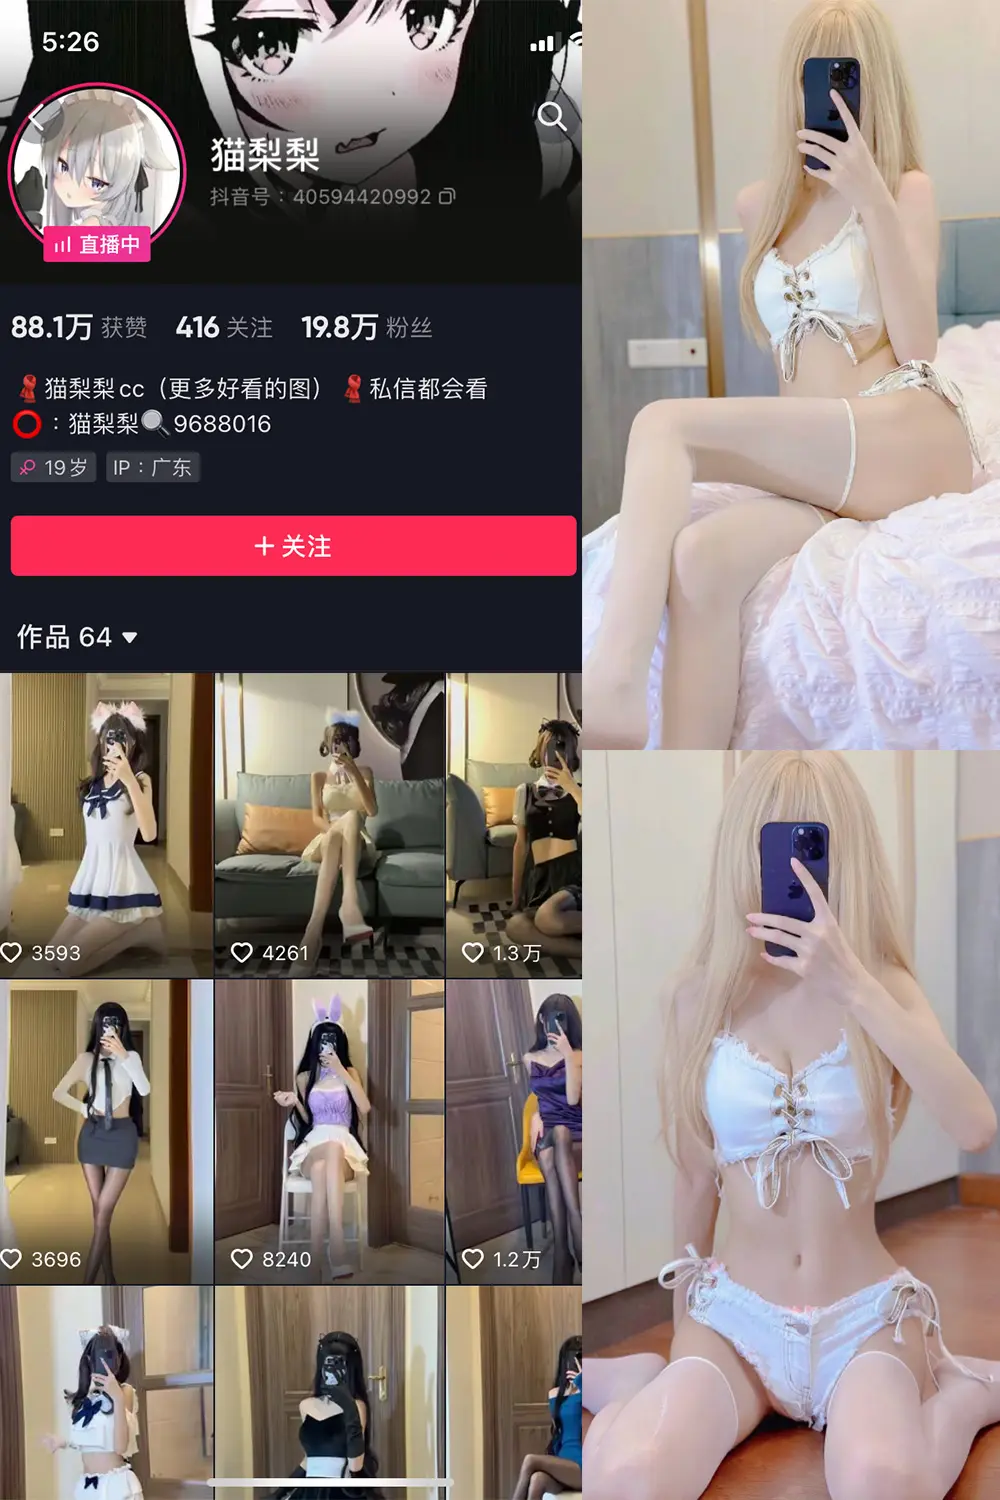 5:26
猫梨梨
抖音号：40594420992
直播中
88.1万 获赞 416 关注 19.8万 粉丝
猫梨梨cc（更多好看的图） 私信都会看
：猫梨梨 9688016
19岁 IP：广东
+ 关注
作品 64
3593 4261 1.3万
3696 8240 1.2万